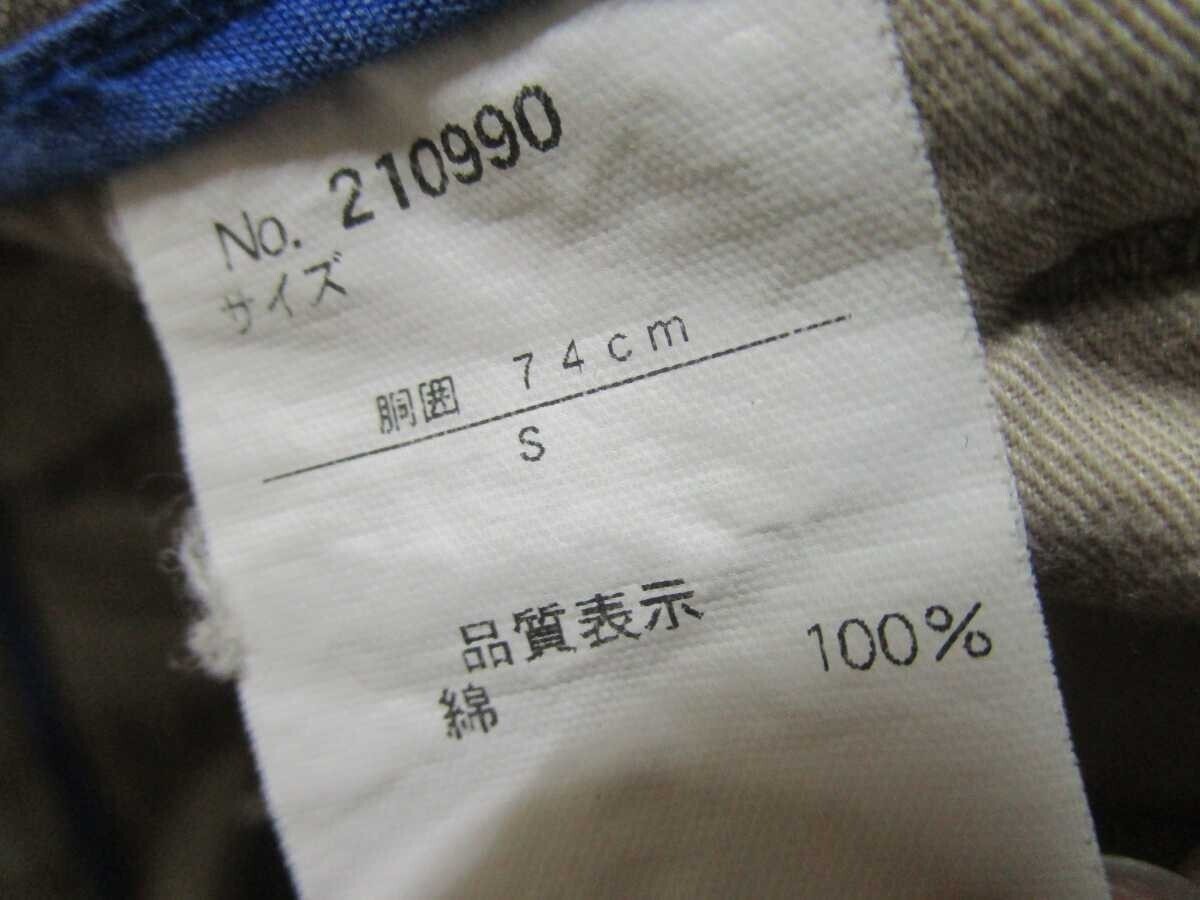 No. 210990
サイズ
胴囲 74cm
S
品質表示
綿 100%